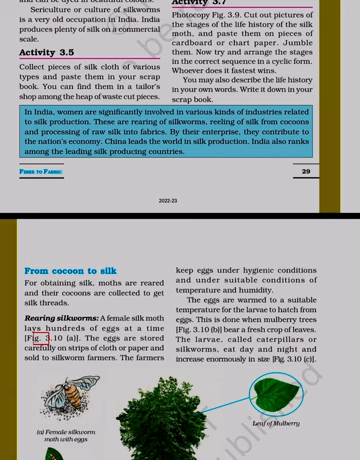 and can be dyed in beautiful colours.
Sericulture or culture of silkworms
is a very old occupation in India. India
produces plenty of silk on a commercial
scale.
Activity 3.5
Collect pieces of silk cloth of various
types and paste them in your scrap
book. You can find them in a tailor's
shop among the heap of waste cut pieces.
Activity 3.7
Photocopy Fig. 3.9. Cut out pictures of
the stages of the life history of the silk
moth, and paste them on pieces of
cardboard or chart paper. Jumble
them. Now try and arrange the stages
in the correct sequence in a cyclic form.
Whoever does it fastest wins.
You may also describe the life history
in your own words. Write it down in your
scrap book.
In India, women are significantly involved in various kinds of industries related
to silk production. These are rearing of silkworms, reeling of silk from cocoons
and processing of raw silk into fabrics. By their enterprise, they contribute to
the nation's economy. China leads the world in silk production. India also ranks
among the leading silk producing countries.
FIBRE TO FABRIC
29
2022-23
From cocoon to silk
For obtaining silk, moths are reared
and their cocoons are collected to get
silk threads.
Rearing silkworms: A female silk moth
lays hundreds of eggs at a time
[Fig. 3.10 (a)]. The eggs are stored
carefully on strips of cloth or paper and
sold to silkworm farmers. The farmers
keep eggs under hygienic conditions
and under suitable conditions of
temperature and humidity.
The eggs are warmed to a suitable
temperature for the larvae to hatch from
eggs. This is done when mulberry trees
[Fig. 3.10 (b)] bear a fresh crop of leaves.
The larvae, called caterpillars or
silkworms, eat day and night and
increase enormously in size [Fig. 3.10 (c)].
(a) Female silkworm
moth with eggs
Leaf of Mulberry